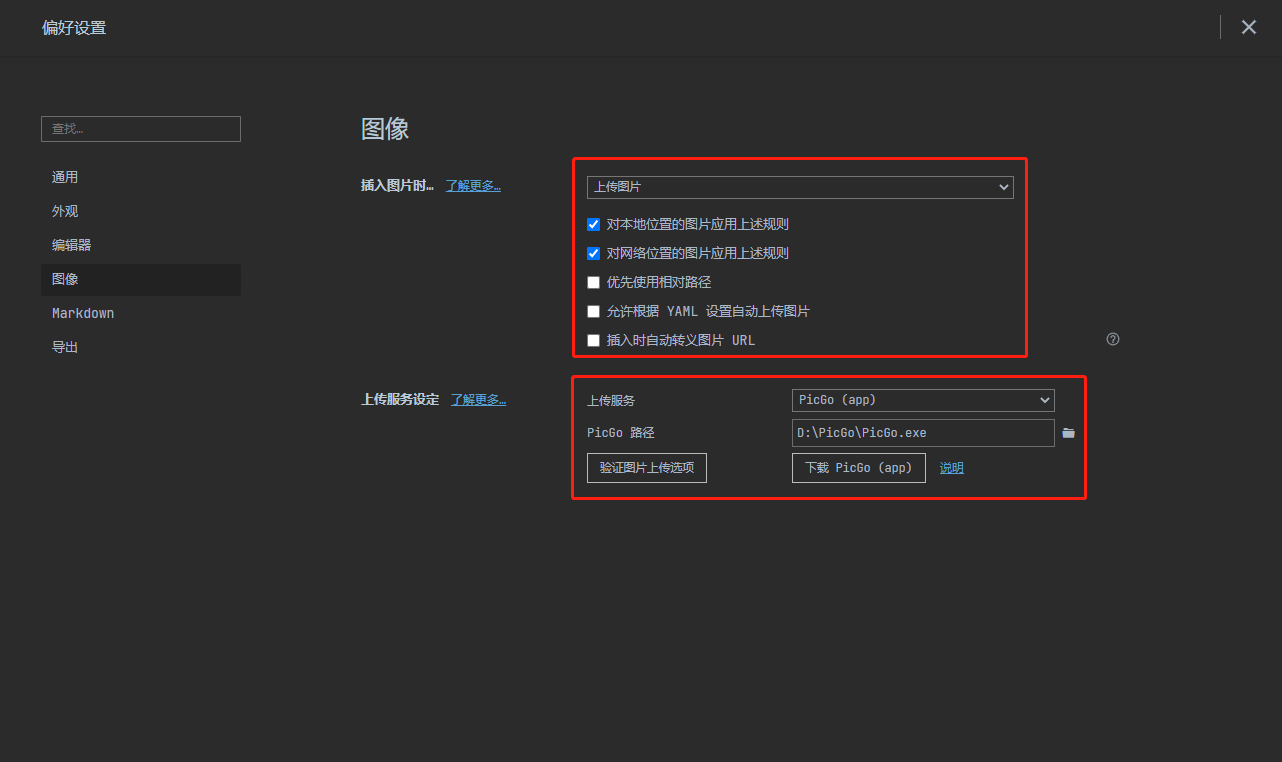 偏好设置
查找…
通用
外观
编辑器
图像
Markdown
导出
图像
插入图片时… 了解更多…
上传图片
对本地位置的图片应用上述规则
对网络位置的图片应用上述规则
优先使用相对路径
允许根据 YAML 设置自动上传图片
插入时自动转义图片 URL
上传服务设定 了解更多…
上传服务 PicGo (app)
PicGo 路径 D:\PicGo\PicGo.exe
验证图片上传选项 下载 PicGo (app) 说明